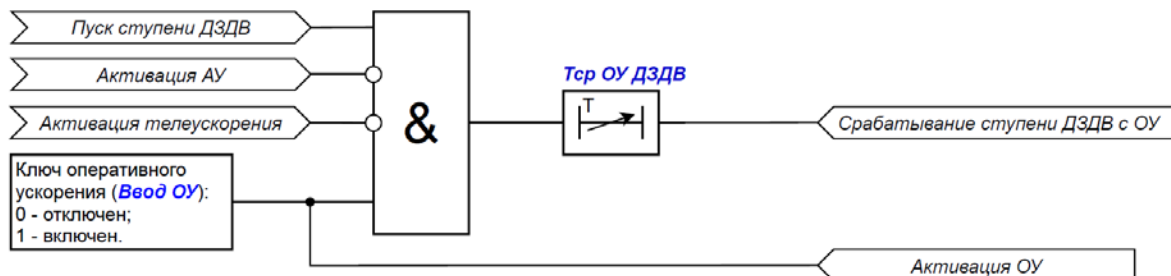 Пуск ступени ДЗДВ
Активация АУ
Тср ОУ ДЗДВ
Т
Активация телеускорения
&
Срабатывание ступени ДЗДВ с ОУ
Ключ оперативного
ускорения (Ввод ОУ):
0 - отключен;
1 - включен.
Активация ОУ